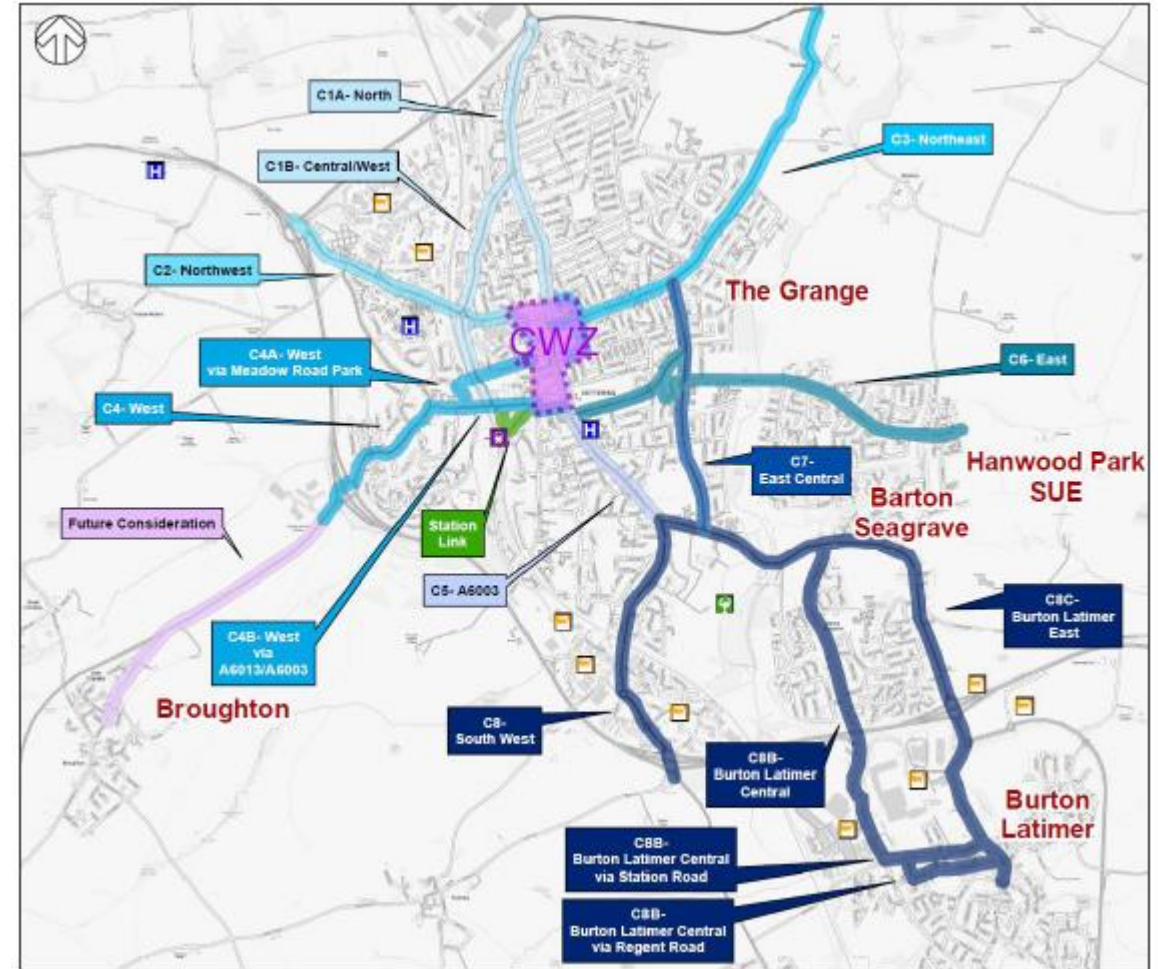 C1A- North
C1B- Central/West
C3- Northeast
C2- Northwest
The Grange
CWZ
C4A- West
via Meadow Road Park
C6- East
C4- West
C7-
East Central
Hanwood Park
SUE
Barton
Seagrave
Future Consideration
Station
Link
C5- A6003
C8C-
Burton Latimer
East
C4B- West
via
A6013/A6003
Broughton
C8-
South West
C8B-
Burton Latimer
Central
Burton
Latimer
C8B-
Burton Latimer Central
via Station Road
C8B-
Burton Latimer Central
via Regent Road
H
H
H